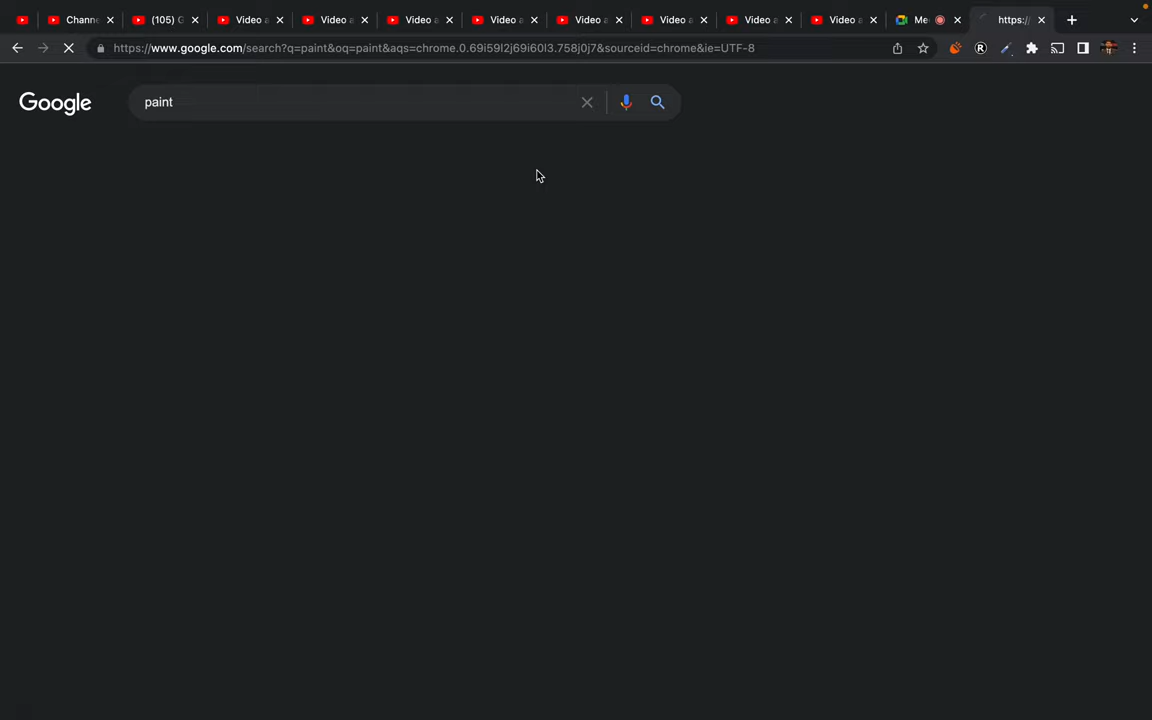 Channe
(105) G
Video a
Video a
Video a
Video a
Video a
Video a
Video a
Video a
Me
https:/
https://www.google.com/search?q=paint&oq=paint&aqs=chrome.0.69i59l2j69i60l3.758j0j7&sourceid=chrome&ie=UTF-8
R
Google
paint